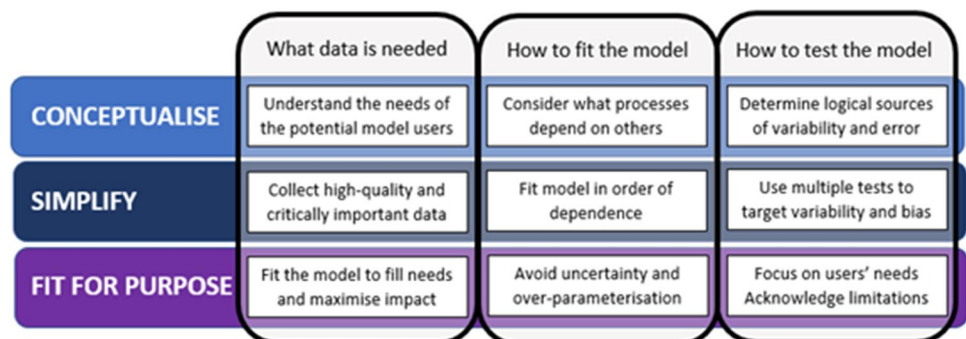 What data is needed
How to fit the model
How to test the model
CONCEPTUALISE
Understand the needs of
the potential model users
Consider what processes
depend on others
Determine logical sources
of variability and error
SIMPLIFY
Collect high-quality and
critically important data
Fit model in order of
dependence
Use multiple tests to
target variability and bias
FIT FOR PURPOSE
Fit the model to fill needs
and maximise impact
Avoid uncertainty and
over-parameterisation
Focus on users' needs
Acknowledge limitations